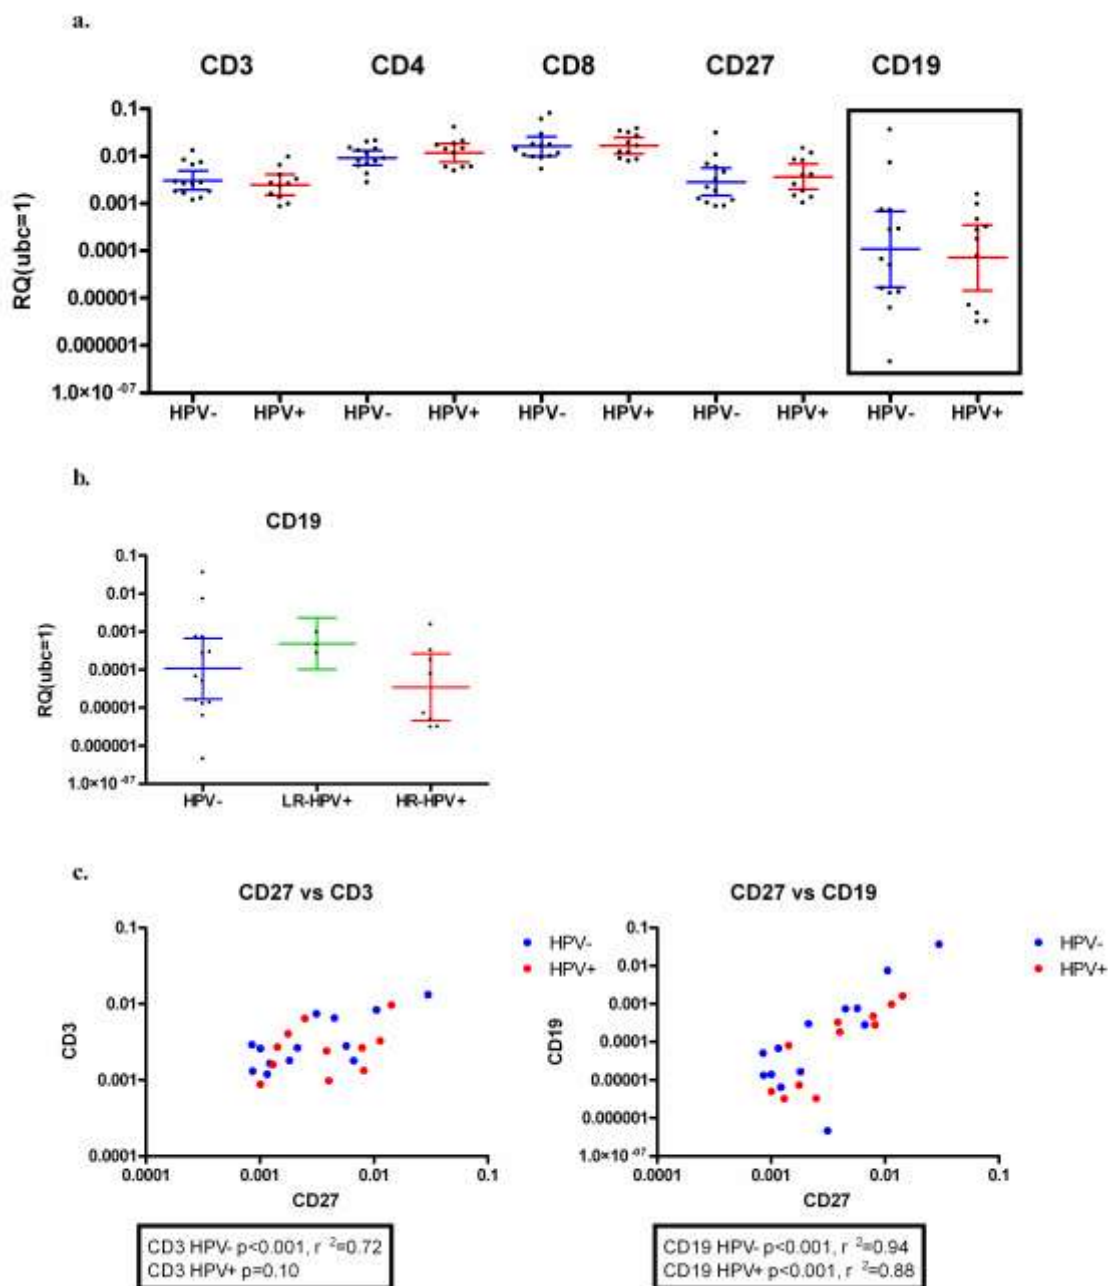 a.
CD3 CD4 CD8 CD27 CD19
RQ(ubc=1)
0.1
0.01
0.001
0.0001
0.00001
0.000001
1.0×10 -07
HPV- HPV+ HPV- HPV+ HPV- HPV+ HPV- HPV+ HPV- HPV+
b.
CD19
RQ(ubc=1)
0.1
0.01
0.001
0.0001
0.00001
0.000001
1.0×10 -07
HPV- LR-HPV+ HR-HPV+
c.
CD27 vs CD3
CD3
0.1
0.01
0.001
0.0001
0.0001 0.001 0.01 0.1
CD27
HPV-
HPV+
CD3 HPV- p<0.001, r ²=0.72
CD3 HPV+ p=0.10
CD27 vs CD19
CD19
0.1
0.01
0.001
0.0001
0.00001
0.000001
1.0×10 -07
0.0001 0.001 0.01 0.1
CD27
HPV-
HPV+
CD19 HPV- p<0.001, r ²=0.94
CD19 HPV+ p<0.001, r ²=0.88